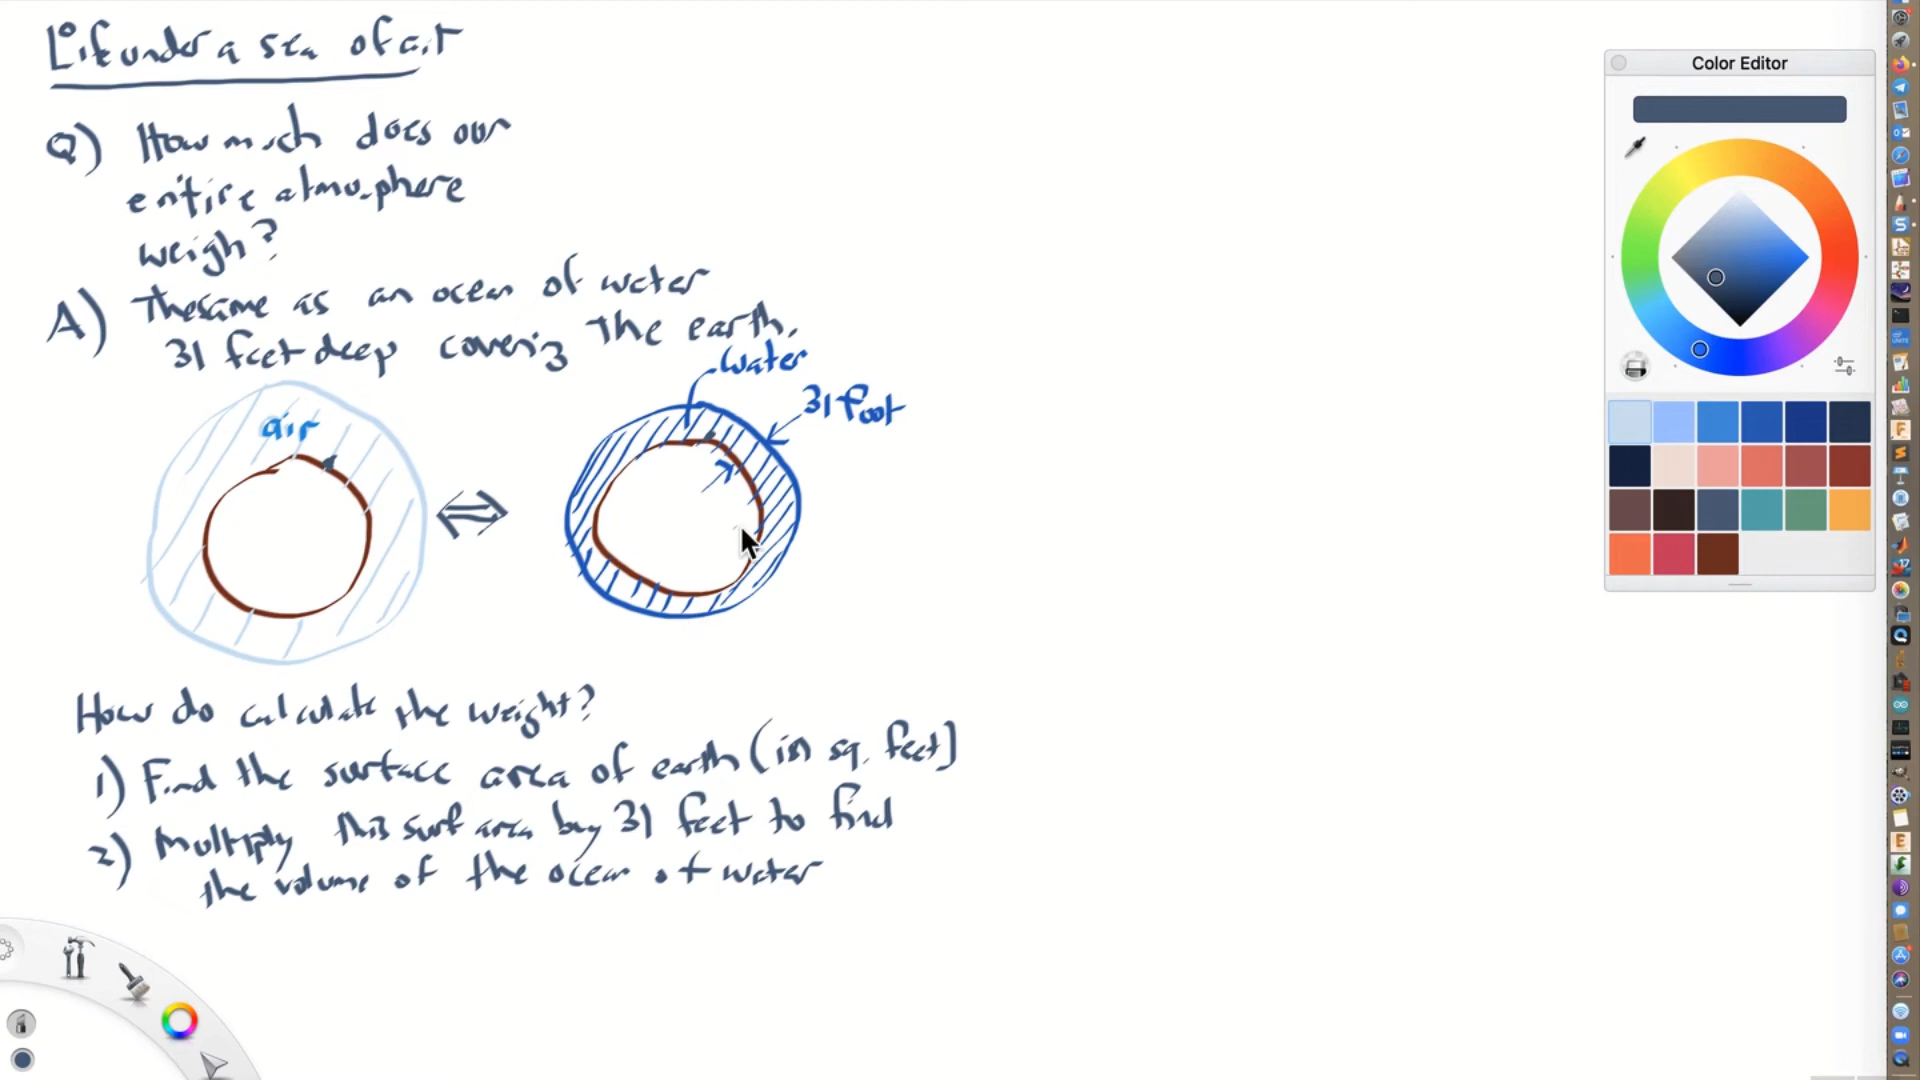 Life under a sea of air
Color Editor
Q) How much does our
entire atmosphere
weigh?
A) The same as an ocean of water
31 feet deep covering the earth.
water
31 foot
air
How do calculate the weight?
1) Find the surface area of earth (in sq. feet)
2) Multiply this surf area by 31 feet to find
the volume of the ocean of water